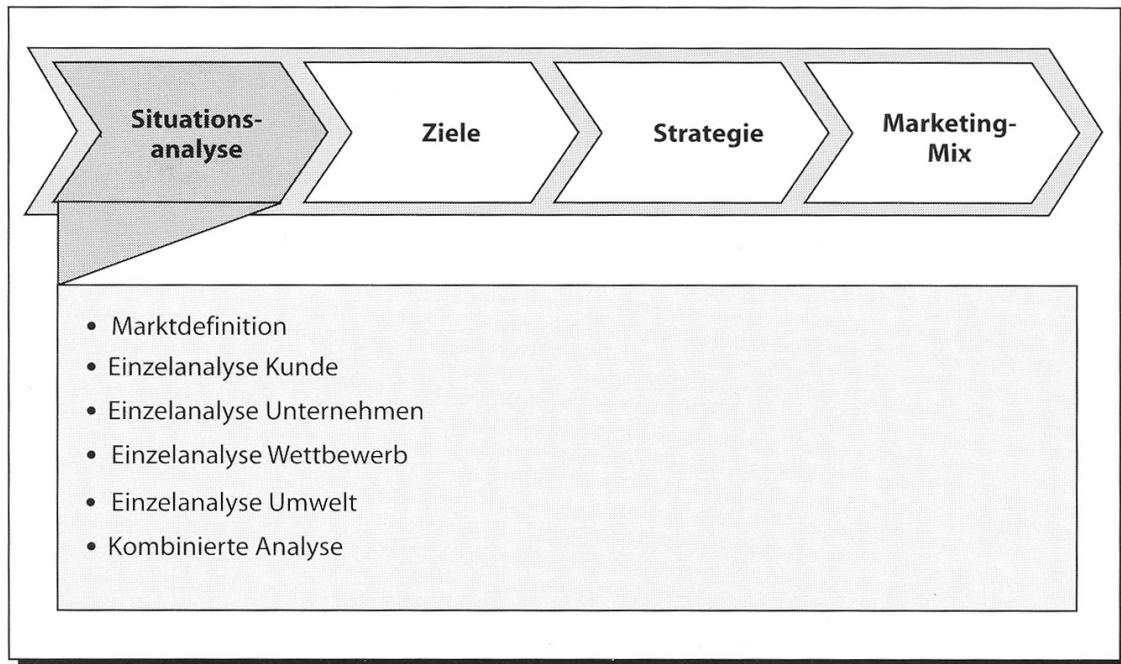 Situations-
analyse
Ziele
Strategie
Marketing-
Mix
• Marktdefinition
• Einzelanalyse Kunde
• Einzelanalyse Unternehmen
• Einzelanalyse Wettbewerb
• Einzelanalyse Umwelt
• Kombinierte Analyse